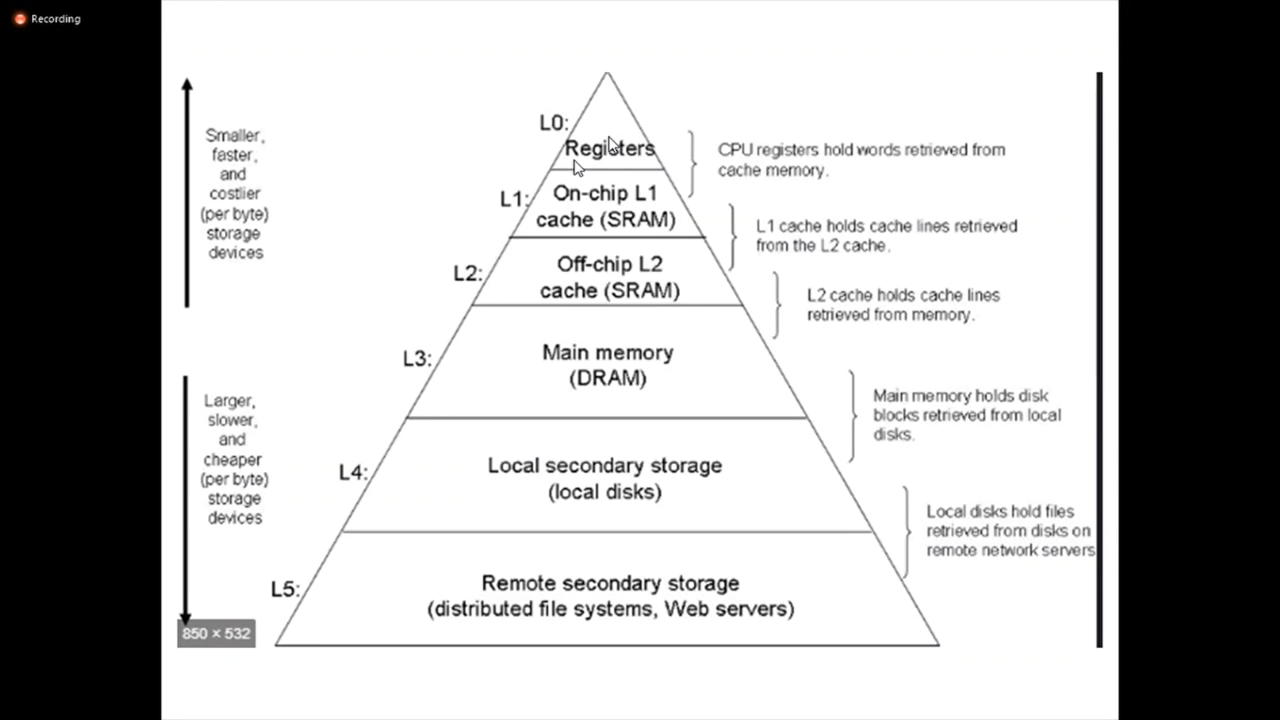 Recording
Smaller,
faster,
and
costlier
(per byte)
storage
devices
Larger,
slower,
and
cheaper
(per byte)
storage
devices
850 × 532
L0:
Registers
L1:
On-chip L1
cache (SRAM)
L2:
Off-chip L2
cache (SRAM)
L3:
Main memory
(DRAM)
L4:
Local secondary storage
(local disks)
L5:
Remote secondary storage
(distributed file systems, Web servers)
CPU registers hold words retrieved from
cache memory.
L1 cache holds cache lines retrieved
from the L2 cache.
L2 cache holds cache lines
retrieved from memory.
Main memory holds disk
blocks retrieved from local
disks.
Local disks hold files
retrieved from disks on
remote network servers